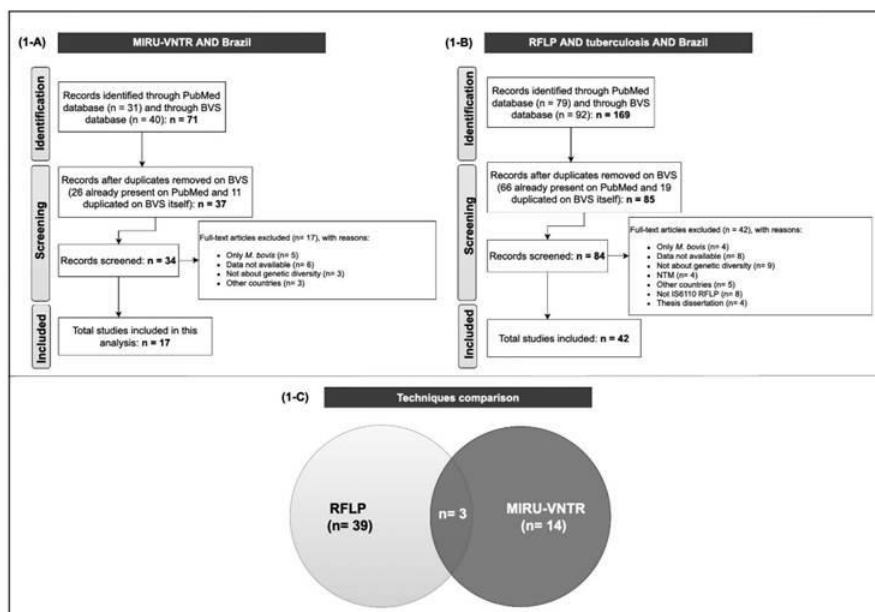 (1-A)
MIRU-VNTR AND Brazil
Identification
Records identified through PubMed
database (n = 31) and through BVS
database (n = 40): n = 71
Screening
Records after duplicates removed on BVS
(26 already present on PubMed and 11
duplicated on BVS itself): n = 37
Records screened: n = 34
Full-text articles excluded (n= 17), with reasons:
• Only M. bovis (n= 5)
• Data not available (n= 6)
• Not about genetic diversity (n= 3)
• Other countries (n= 3)
Included
Total studies included in this
analysis: n = 17
(1-B)
RFLP AND tuberculosis AND Brazil
Identification
Records identified through PubMed
database (n = 79) and through BVS
database (n = 92): n = 169
Screening
Records after duplicates removed on BVS
(66 already present on PubMed and 19
duplicated on BVS itself): n = 85
Records screened: n = 84
Full-text articles excluded (n = 42), with reasons:
• Only M. bovis (n= 4)
• Data not available (n= 8)
• Not about genetic diversity (n= 9)
• NTM (n= 4)
• Other countries (n= 5)
• Not IS6110 RFLP (n= 8)
• Thesis dissertation (n= 4)
Included
Total studies included: n = 42
(1-C)
Techniques comparison
RFLP
(n= 39)
n= 3
MIRU-VNTR
(n= 14)